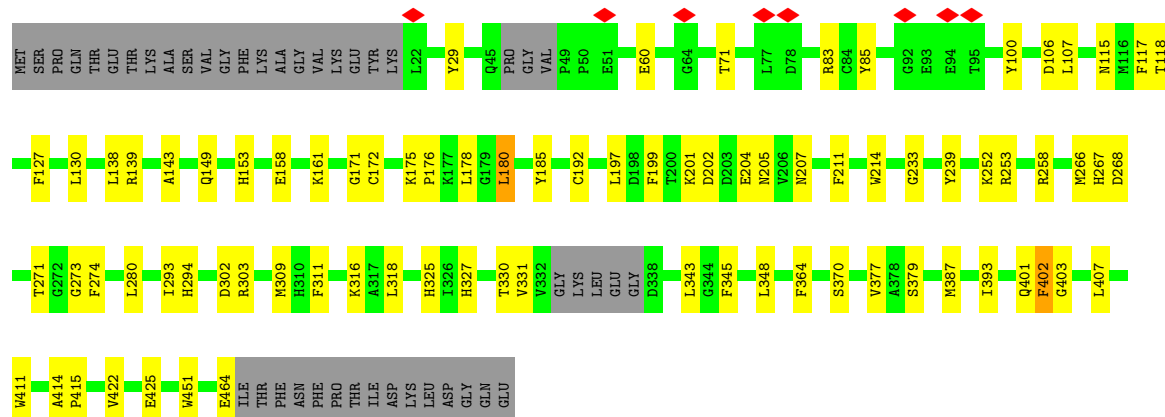 MET SER PRO GLN THR GLU THR LYS ALA SER VAL GLY PHE LYS ALA GLY VAL LYS GLU TYR LYS L22 Y29 Q45 PRO GLY VAL P49 P50 E51 E60 G64 T71 L77 D78 R83 C84 Y85 G92 E93 E94 T95 Y100 D106 L107 N115 M116 F117 T118
F127 L130 L138 R139 A143 Q149 H153 E158 K161 G171 C172 K175 P176 K177 L178 G179 L180 Y185 C192 L197 D198 F199 T200 K201 D202 D203 E204 N205 V206 N207 F211 W214 G233 Y239 K252 R253 R258 M266 H267 D268
T271 G272 G273 F274 L280 I293 H294 D302 R303 M309 H310 F311 K316 A317 L318 H325 I326 H327 T330 V331 V332 GLY LYS LEU GLU GLY D338 L343 G344 F345 L348 F364 S370 V377 A378 S379 M387 I393 Q401 F402 G403 L407
W411 A414 P415 V422 E425 W451 E464 ILE THR PHE ASN PHE PRO THR ILE ASP LYS LEU ASP GLY GLN GLU